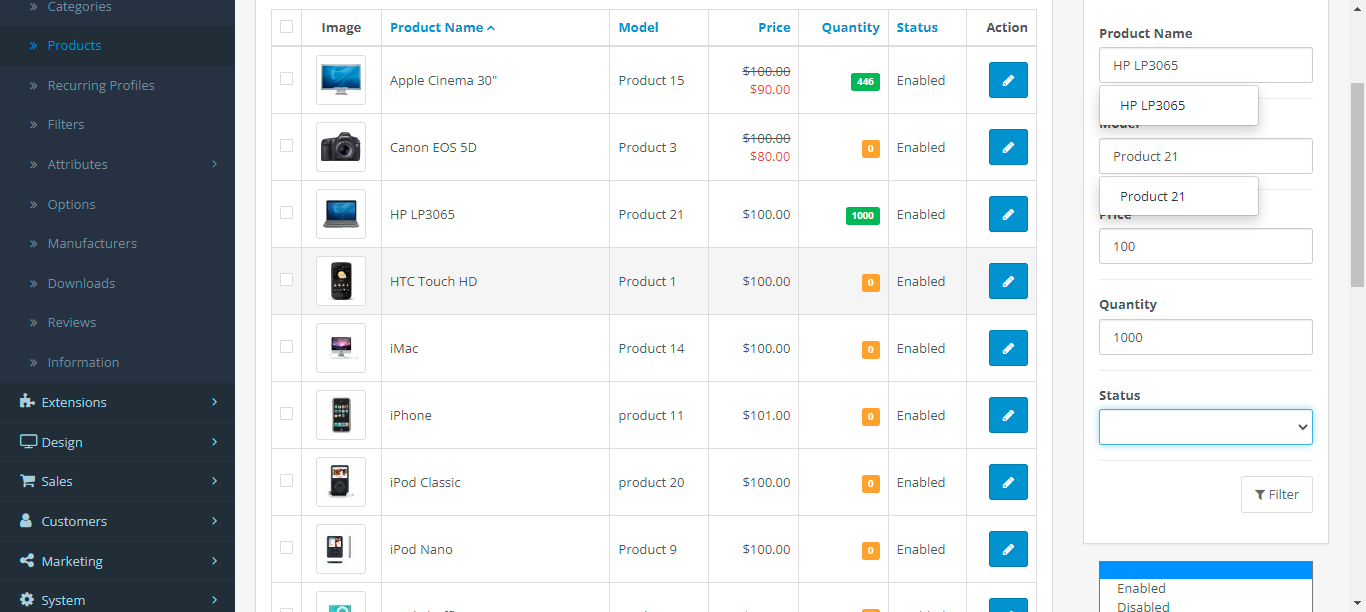 Categories
Products
Recurring Profiles
Filters
Attributes
Options
Manufacturers
Downloads
Reviews
Information
Extensions
Design
Sales
Customers
Marketing
System
Image Product Name Model Price Quantity Status Action
Apple Cinema 30" Product 15 $100.00 $90.00 446 Enabled
Canon EOS 5D Product 3 $100.00 $80.00 0 Enabled
HP LP3065 Product 21 $100.00 1000 Enabled
HTC Touch HD Product 1 $100.00 0 Enabled
iMac Product 14 $100.00 0 Enabled
iPhone product 11 $101.00 0 Enabled
iPod Classic product 20 $100.00 0 Enabled
iPod Nano Product 9 $100.00 0 Enabled
Product Name
HP LP3065
HP LP3065
Model
Product 21
Product 21
Price
100
Quantity
1000
Status
Filter
Enabled
Disabled